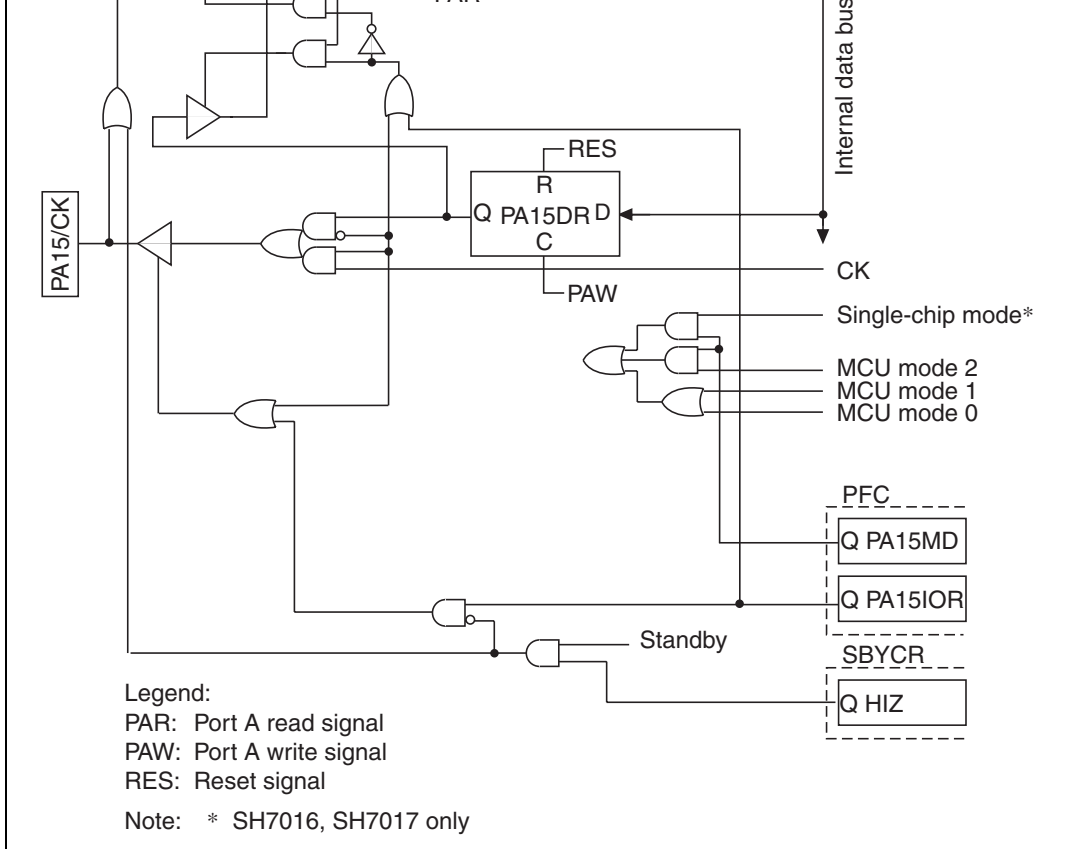 PAR
Internal data bus
RES
R
Q PA15DR D
C
PA15/CK
CK
PAW
Single-chip mode*
MCU mode 2
MCU mode 1
MCU mode 0
PFC
Q PA15MD
Q PA15IOR
Standby
SBYCR
Q HIZ
Legend:
PAR: Port A read signal
PAW: Port A write signal
RES: Reset signal
Note: * SH7016, SH7017 only